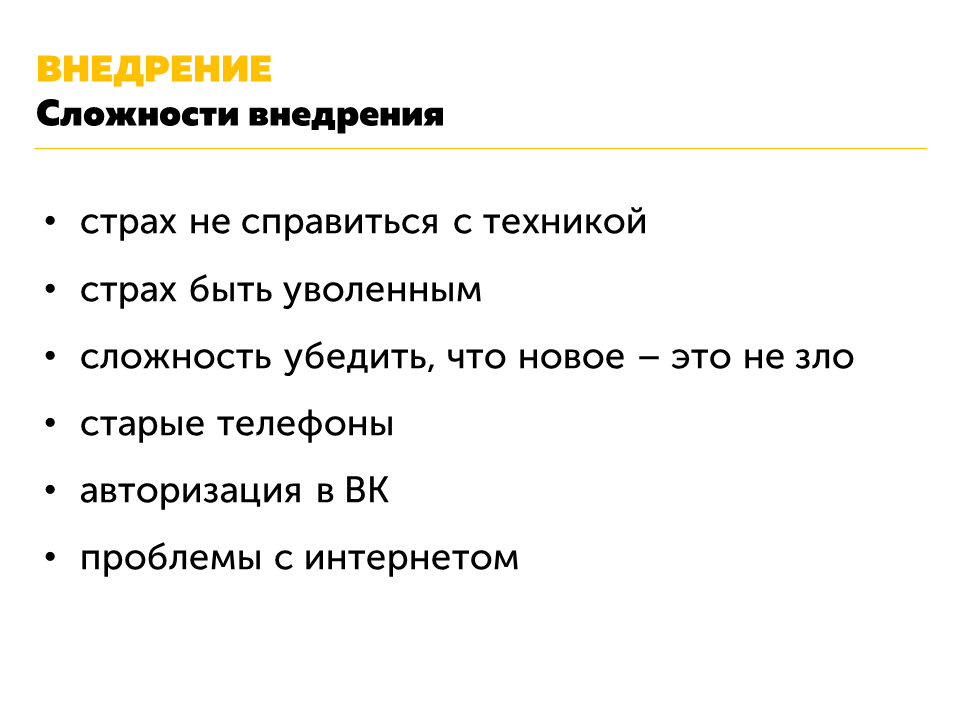 ВНЕДРЕНИЕ
Сложности внедрения
• страх не справиться с техникой
• страх быть уволенным
• сложность убедить, что новое – это не зло
• старые телефоны
• авторизация в ВК
• проблемы с интернетом